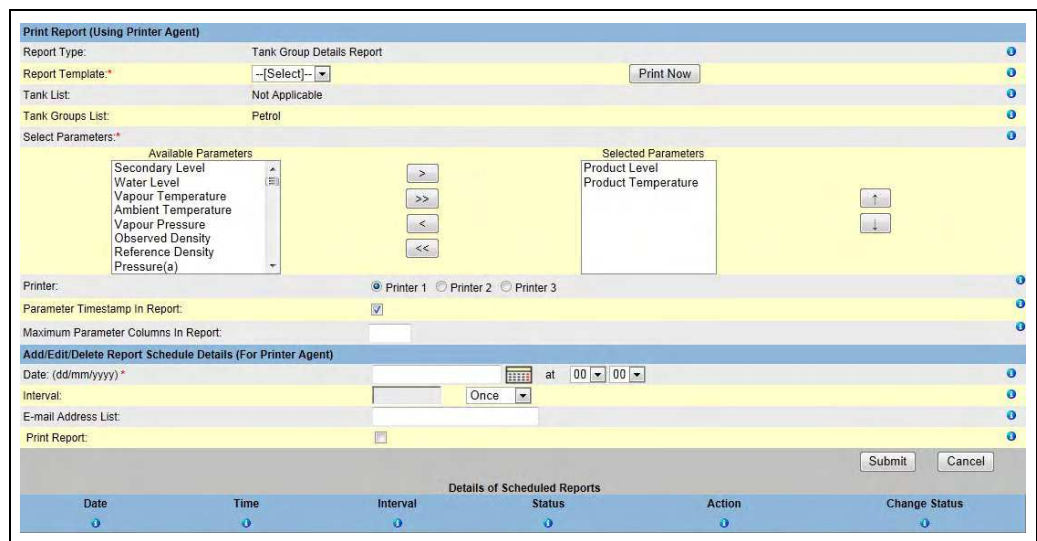 Print Report (Using Printer Agent)
Report Type: Tank Group Details Report
Report Template:* --[Select]-- Print Now
Tank List: Not Applicable
Tank Groups List: Petrol
Select Parameters:*
Available Parameters Selected Parameters
Secondary Level > Product Level
Water Level Product Temperature
Vapour Temperature >>
Ambient Temperature ↑
Vapour Pressure <
Observed Density ↓
Reference Density <<
Pressure(a)
Printer: Printer 1 Printer 2 Printer 3
Parameter Timestamp In Report:
Maximum Parameter Columns In Report:
Add/Edit/Delete Report Schedule Details (For Printer Agent)
Date: (dd/mm/yyyy) * at 00 00
Interval: Once
E-mail Address List:
Print Report:
Submit Cancel
Details of Scheduled Reports
Date Time Interval Status Action Change Status